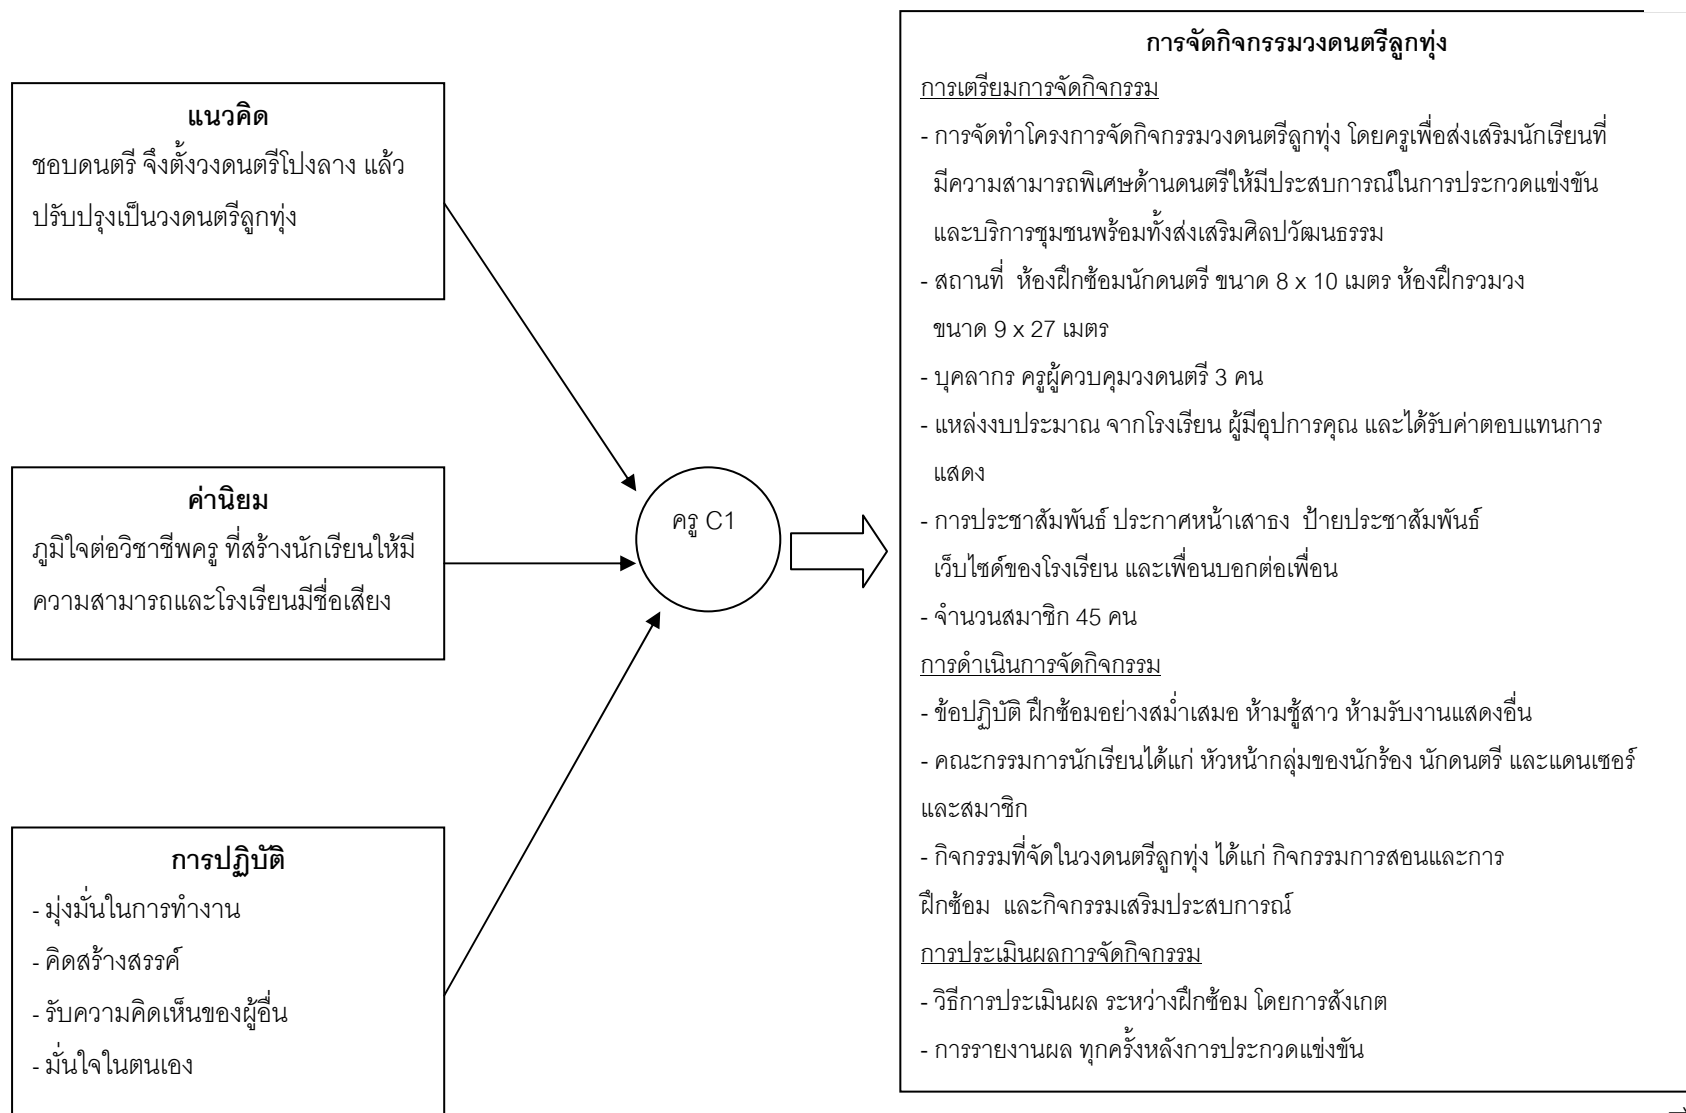 แนวคิด
ชอบดนตรี จึงตั้งวงดนตรีโปงลาง แล้ว
ปรับปรุงเป็นวงดนตรีลูกทุ่ง
ค่านิยม
ภูมิใจต่อวิชาชีพครู ที่สร้างนักเรียนให้มี
ความสามารถและโรงเรียนมีชื่อเสียง
การปฏิบัติ
- มุ่งมั่นในการทำงาน
- คิดสร้างสรรค์
- รับความคิดเห็นของผู้อื่น
- มั่นใจในตนเอง
ครู C1
การจัดกิจกรรมวงดนตรีลูกทุ่ง
การเตรียมการจัดกิจกรรม
- การจัดทำโครงการจัดกิจกรรมวงดนตรีลูกทุ่ง โดยครูเพื่อส่งเสริมนักเรียนที่
มีความสามารถพิเศษด้านดนตรีให้มีประสบการณ์ในการประกวดแข่งขัน
และบริการชุมชนพร้อมทั้งส่งเสริมศิลปวัฒนธรรม
- สถานที่ ห้องฝึกซ้อมนักดนตรี ขนาด 8 x 10 เมตร ห้องฝึกรวมวง
ขนาด 9 x 27 เมตร
- บุคลากร ครูผู้ควบคุมวงดนตรี 3 คน
- แหล่งงบประมาณ จากโรงเรียน ผู้มีอุปการคุณ และได้รับค่าตอบแทนการ
แสดง
- การประชาสัมพันธ์ ประกาศหน้าเสาธง ป้ายประชาสัมพันธ์
เว็บไซด์ของโรงเรียน และเพื่อนบอกต่อเพื่อน
- จำนวนสมาชิก 45 คน
การดำเนินการจัดกิจกรรม
- ข้อปฏิบัติ ฝึกซ้อมอย่างสม่ำเสมอ ห้ามชู้สาว ห้ามรับงานแสดงอื่น
- คณะกรรมการนักเรียนได้แก่ หัวหน้ากลุ่มของนักร้อง นักดนตรี และแดนเซอร์
และสมาชิก
- กิจกรรมที่จัดในวงดนตรีลูกทุ่ง ได้แก่ กิจกรรมการสอนและการ
ฝึกซ้อม และกิจกรรมเสริมประสบการณ์
การประเมินผลการจัดกิจกรรม
- วิธีการประเมินผล ระหว่างฝึกซ้อม โดยการสังเกต
- การรายงานผล ทุกครั้งหลังการประกวดแข่งขัน